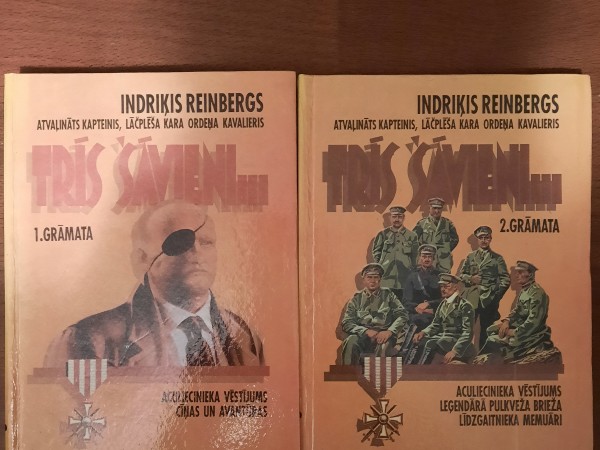 INDRIĶIS REINBERGS
ATVAĻINĀTS KAPTEINIS, LĀČPLĒŠA KARA ORDEŅA KAVALIERIS
TRĪS ŠĀVIENI...
1.GRĀMATA
ACULIECINIEKA VĒSTĪJUMS
CĪŅAS UN AVANTŪRAS
INDRIĶIS REINBERGS
ATVAĻINĀTS KAPTEINIS, LĀČPLĒŠA KARA ORDEŅA KAVALIERIS
TRĪS ŠĀVIENI...
2.GRĀMATA
ACULIECINIEKA VĒSTĪJUMS
LEĢENDĀRĀ PULKVEŽA BRIEŽA
LĪDZGAITNIEKA MEMUĀRI